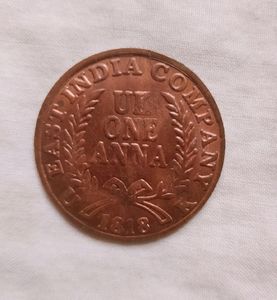 EAST INDIA COMPANY
UK
ONE
ANNA
1818